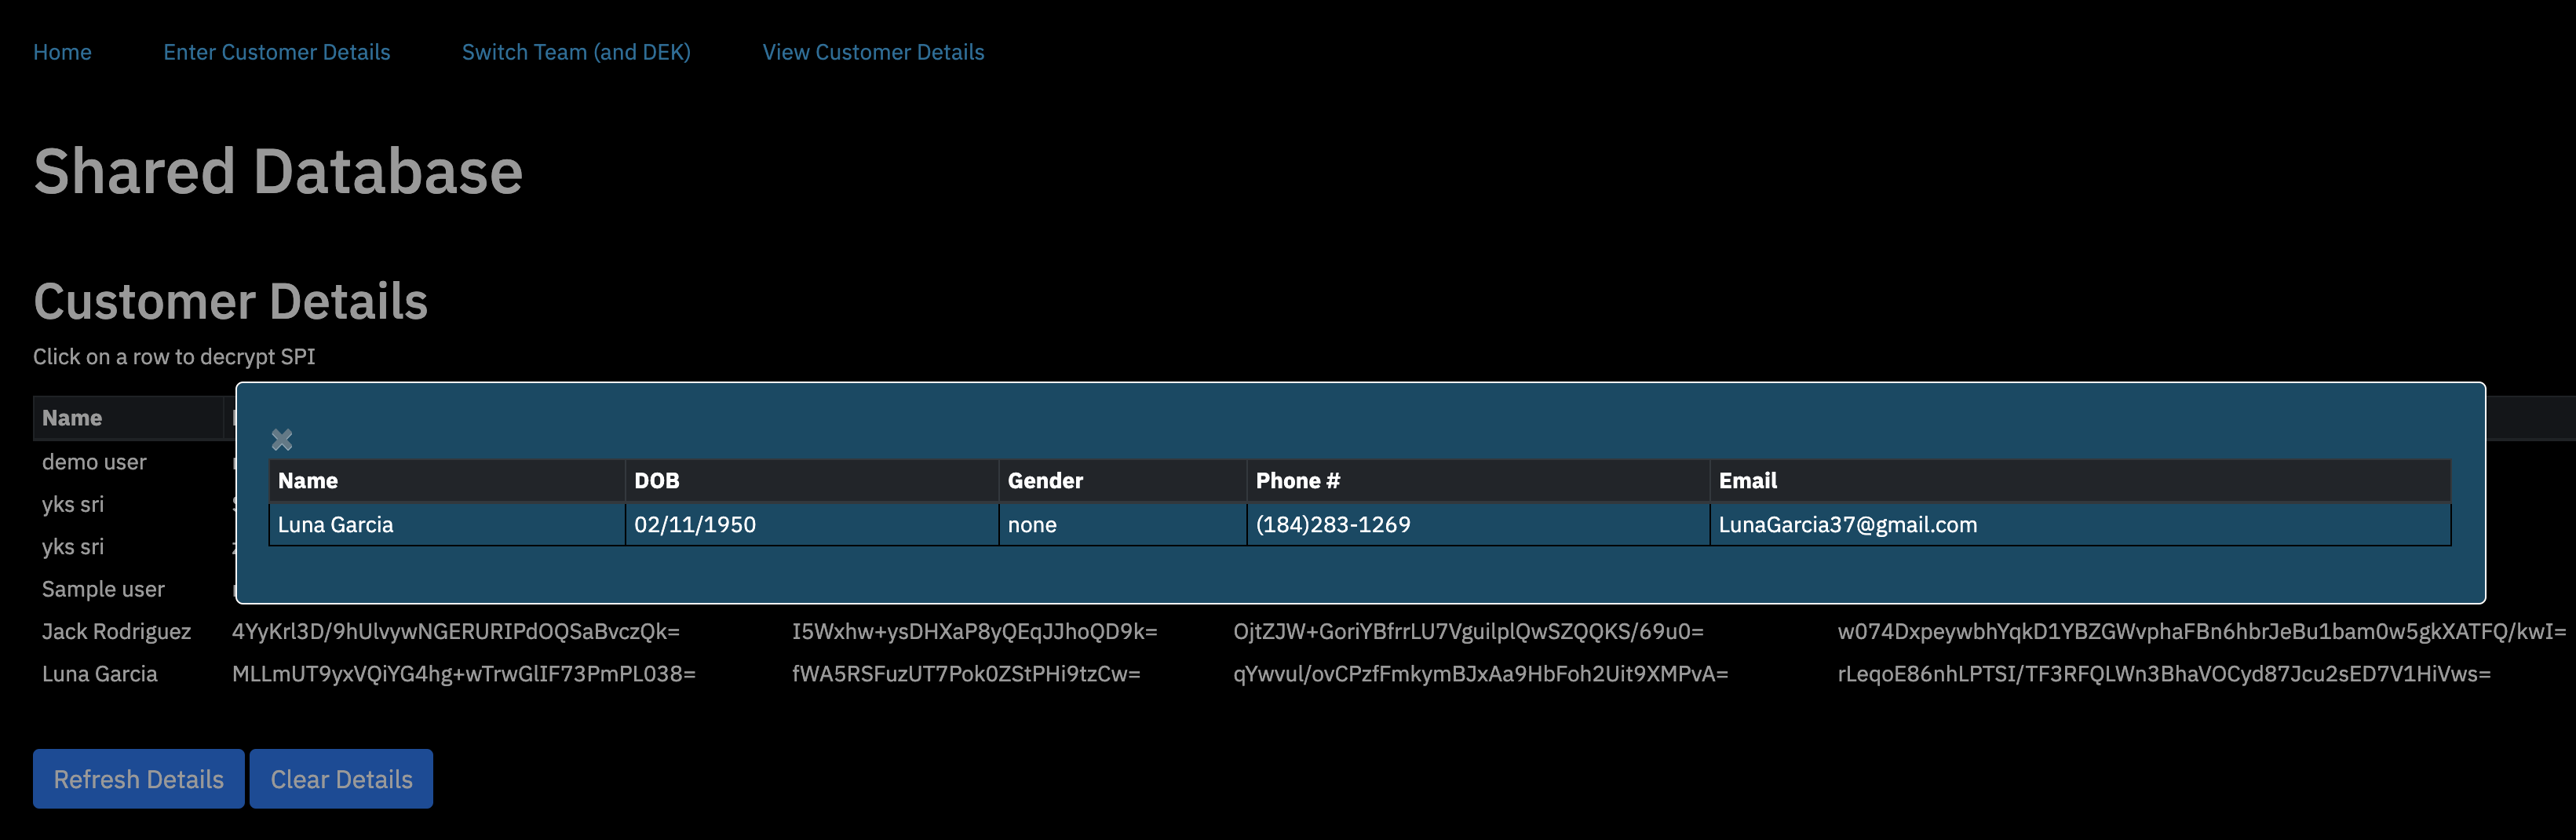 Home Enter Customer Details Switch Team (and DEK) View Customer Details
Shared Database
Customer Details
Click on a row to decrypt SPI
Name
demo user
yks sri
yks sri
Sample user
Name DOB Gender Phone # Email
Luna Garcia 02/11/1950 none (184)283-1269 LunaGarcia37@gmail.com
Jack Rodriguez 4YyKrl3D/9hUlvywNGERURIPdOQSaBvczQk= I5Wxhw+ysDHXaP8yQEqJJhoQD9k= OjtZJW+GoriYBfrrLU7VguilplQwSZQQKS/69u0= w074DxpeywbhYqkD1YBZGWvphaFBn6hbrJeBu1bam0w5gkXATFQ/kwI=
Luna Garcia MLLmUT9yxVQiYG4hg+wTrwGlIF73PmPL038= fWA5RSFuzUT7Pok0ZStPHi9tzCw= qYwvul/ovCPzfFmkymBJxAa9HbFoh2Uit9XMPvA= rLeqoE86nhLPTSI/TF3RFQLWn3BhaVOCyd87Jcu2sED7V1HiVws=
Refresh Details Clear Details